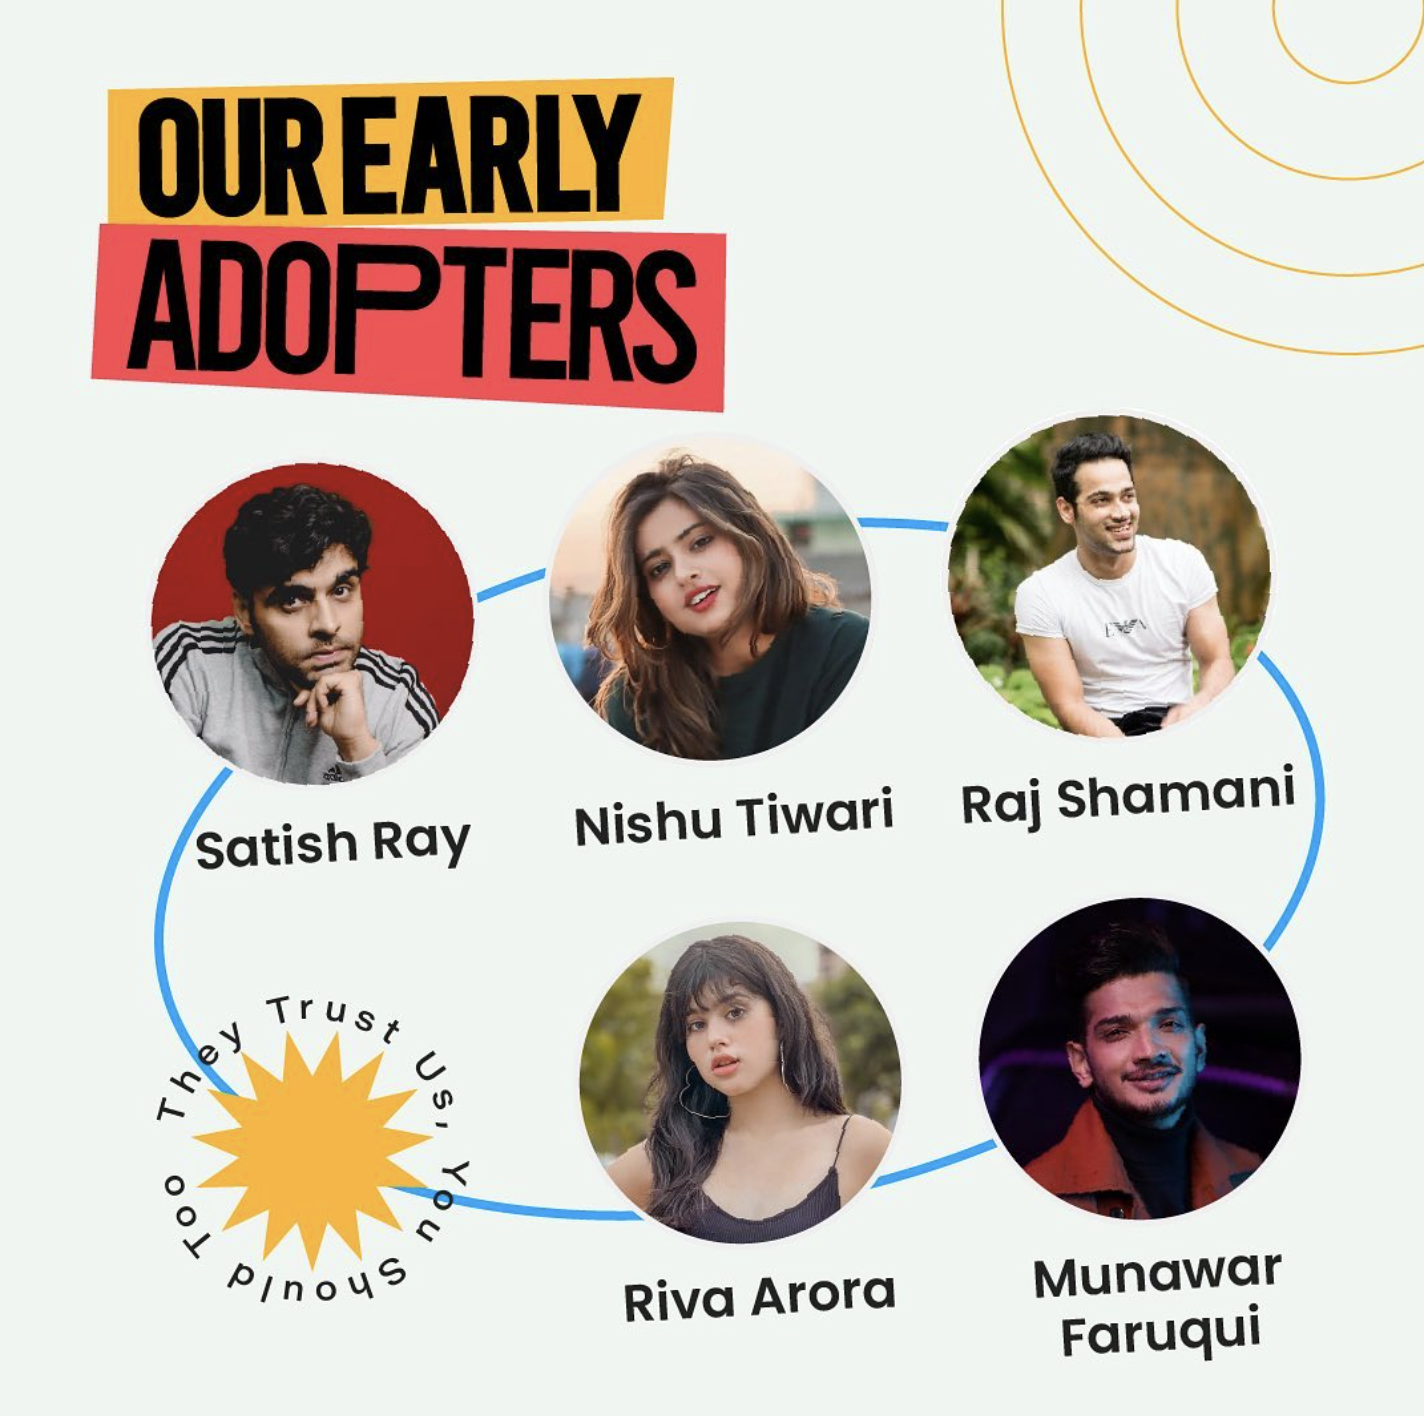 OUR EARLY
ADOPTERS
Satish Ray
Nishu Tiwari
Raj Shamani
They Trust Us, You Should Too
Riva Arora
Munawar
Faruqui